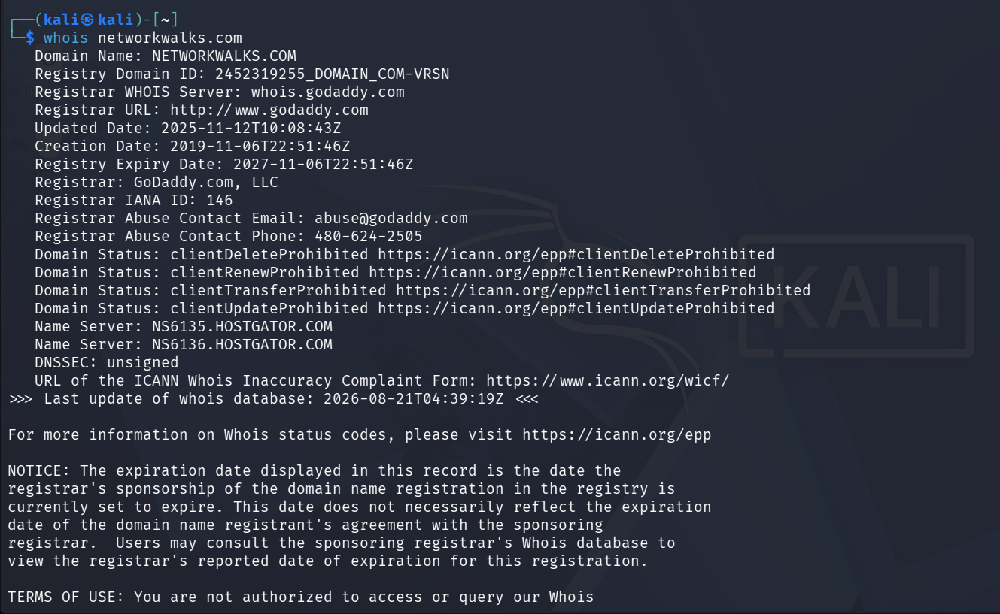 ┌──(kali㉿kali)-[~]
└─$ whois networkwalks.com
Domain Name: NETWORKWALKS.COM
Registry Domain ID: 2452319255_DOMAIN_COM-VRSN
Registrar WHOIS Server: whois.godaddy.com
Registrar URL: http://www.godaddy.com
Updated Date: 2025-11-12T10:08:43Z
Creation Date: 2019-11-06T22:51:46Z
Registry Expiry Date: 2027-11-06T22:51:46Z
Registrar: GoDaddy.com, LLC
Registrar IANA ID: 146
Registrar Abuse Contact Email: abuse@godaddy.com
Registrar Abuse Contact Phone: 480-624-2505
Domain Status: clientDeleteProhibited https://icann.org/epp#clientDeleteProhibited
Domain Status: clientRenewProhibited https://icann.org/epp#clientRenewProhibited
Domain Status: clientTransferProhibited https://icann.org/epp#clientTransferProhibited
Domain Status: clientUpdateProhibited https://icann.org/epp#clientUpdateProhibited
Name Server: NS6135.HOSTGATOR.COM
Name Server: NS6136.HOSTGATOR.COM
DNSSEC: unsigned
URL of the ICANN Whois Inaccuracy Complaint Form: https://www.icann.org/wicf/
>>> Last update of whois database: 2026-08-21T04:39:19Z <<<
For more information on Whois status codes, please visit https://icann.org/epp
NOTICE: The expiration date displayed in this record is the date the
registrar's sponsorship of the domain name registration in the registry is
currently set to expire. This date does not necessarily reflect the expiration
date of the domain name registrant's agreement with the sponsoring
registrar.  Users may consult the sponsoring registrar's Whois database to
view the registrar's reported date of expiration for this registration.
TERMS OF USE: You are not authorized to access or query our Whois
KALI